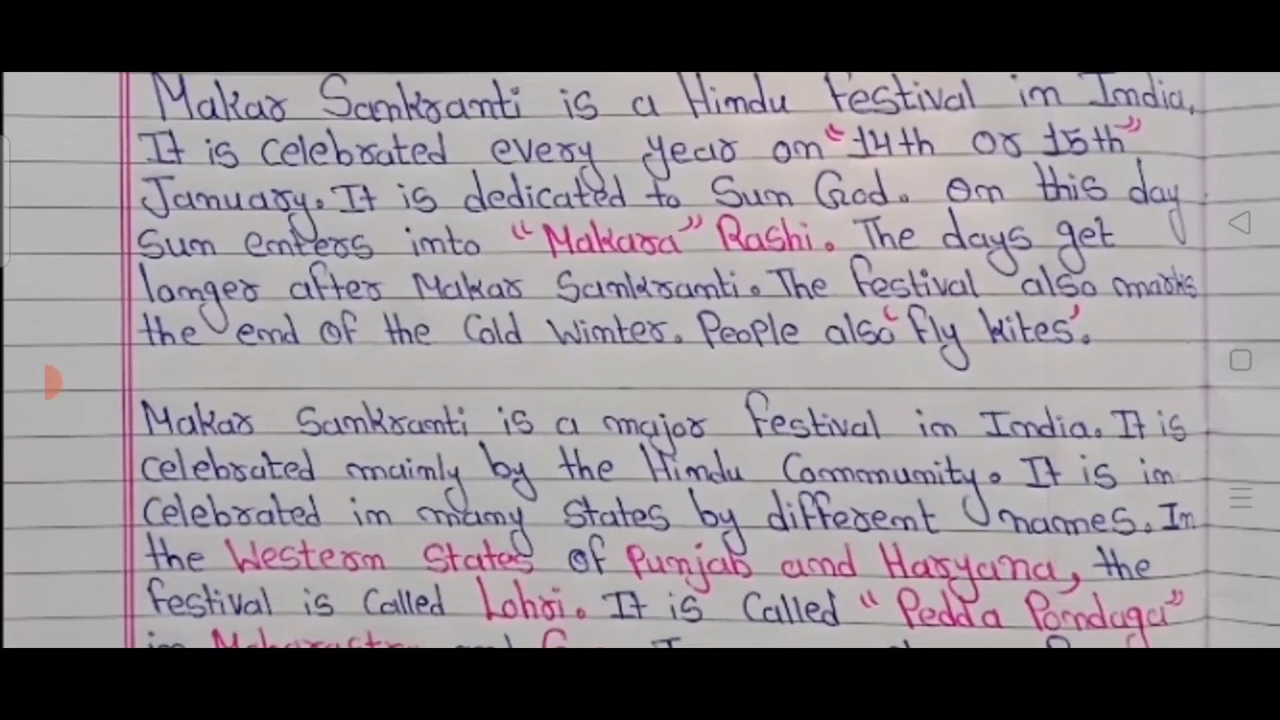 Makar Sankranti is a Hindu festival in India.
It is celebrated every year on "14th or 15th"
January. It is dedicated to Sun God. On this day
Sun enters into "Makara" Rashi. The days get
longer after Makar Sankranti. The festival also marks
the end of the Cold Winter. People also 'fly kites'.
Makar Sankranti is a major festival in India. It is
celebrated mainly by the Hindu Community. It is in
Celebrated in many States by different names. In
the Western States of Punjab and Haryana, the
festival is Called Lohri. It is Called "Pedda Pondaga"
in Maharastra and